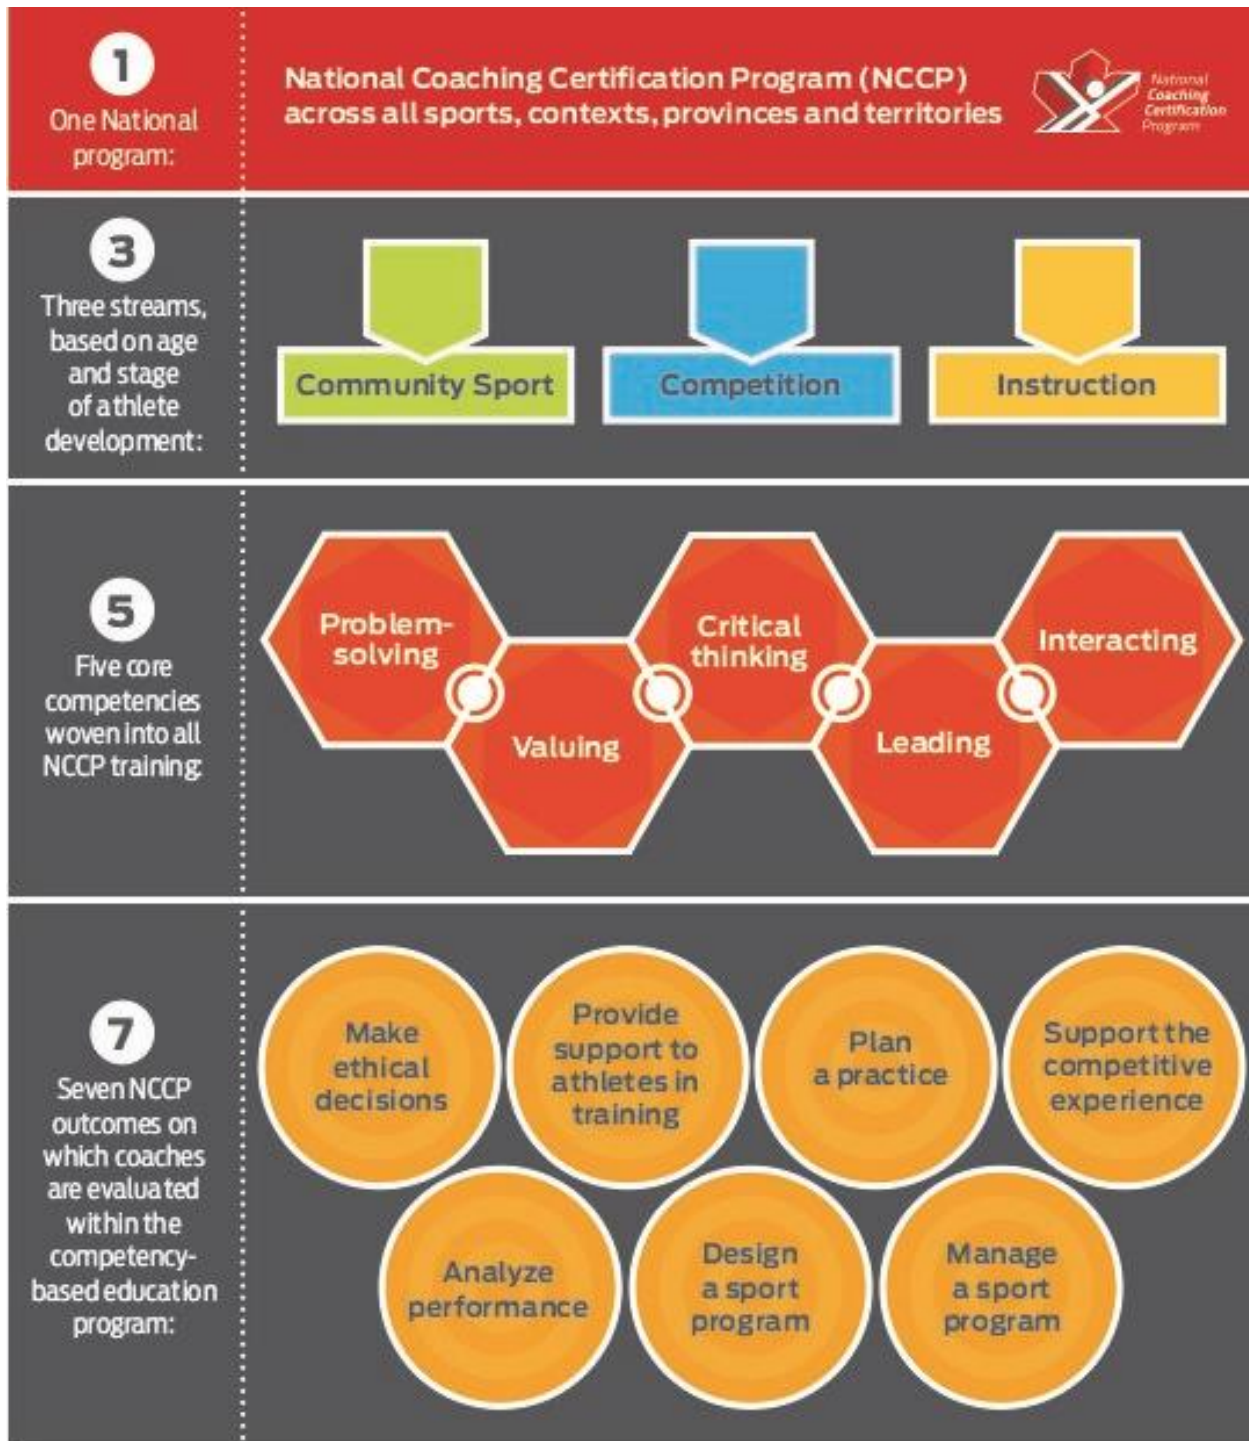 1
One National
program:
National Coaching Certification Program (NCCP)
across all sports, contexts, provinces and territories
National
Coaching
Certification
Program
3
Three streams,
based on age
and stage
of athlete
development:
Community Sport
Competition
Instruction
5
Five core
competencies
woven into all
NCCP training:
Problem-
solving
Valuing
Critical
thinking
Leading
Interacting
7
Seven NCCP
outcomes on
which coaches
are evaluated
within the
competency-
based education
program:
Make
ethical
decisions
Provide
support to
athletes in
training
Plan
a practice
Support the
competitive
experience
Analyze
performance
Design
a sport
program
Manage
a sport
program